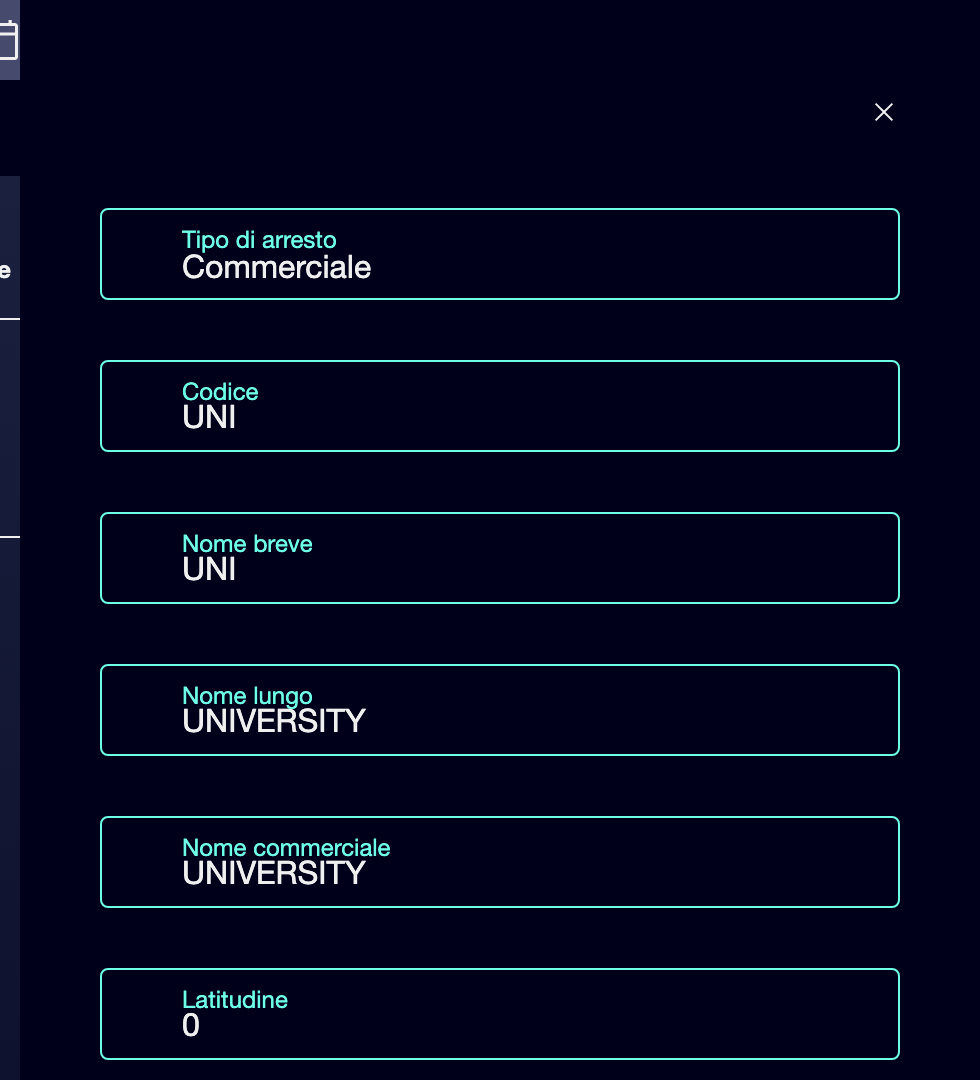 e
Tipo di arresto
Commerciale
Codice
UNI
Nome breve
UNI
Nome lungo
UNIVERSITY
Nome commerciale
UNIVERSITY
Latitudine
0